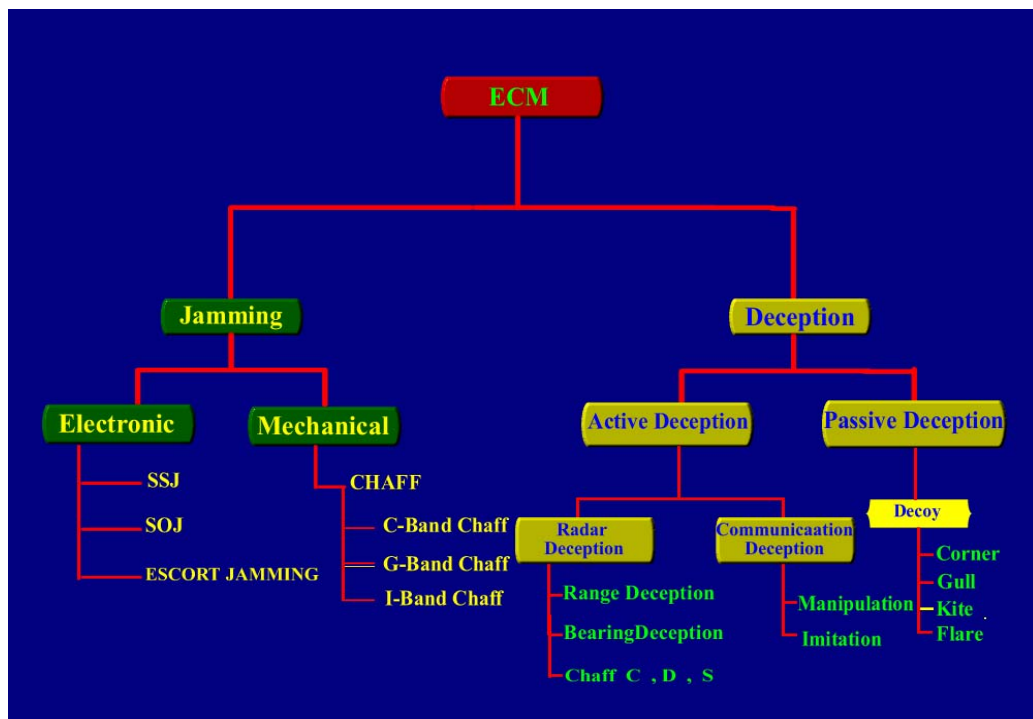 ECM
Jamming
Deception
Electronic
Mechanical
Active Deception
Passive Deception
SSJ
SOJ
ESCORT JAMMING
CHAFF
C-Band Chaff
G-Band Chaff
I-Band Chaff
Radar
Deception
Range Deception
BearingDeception
Chaff C , D , S
Communicaation
Deception
Manipulation
Imitation
Decoy
Corner
Gull
Kite .
Flare